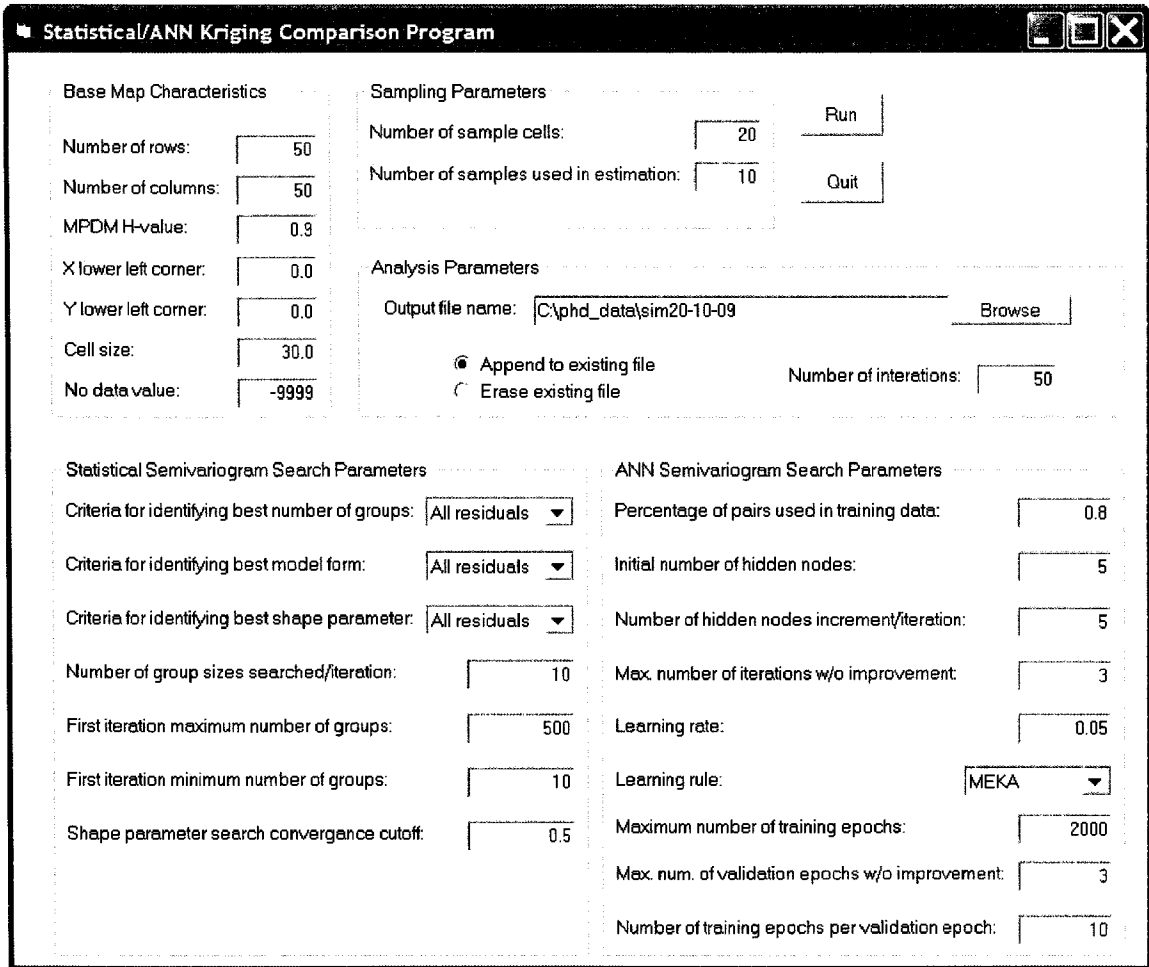 Statistical/ANN Kriging Comparison Program
Base Map Characteristics
Number of rows: 50
Number of columns: 50
MPDM H-value: 0.9
X lower left corner: 0.0
Y lower left corner: 0.0
Cell size: 30.0
No data value: -9999
Sampling Parameters
Number of sample cells: 20
Number of samples used in estimation: 10
Run
Quit
Analysis Parameters
Output file name: C:\phd_data\sim20-10-09 Browse
Append to existing file
Erase existing file
Number of interations: 50
Statistical Semivariogram Search Parameters
Criteria for identifying best number of groups: All residuals
Criteria for identifying best model form: All residuals
Criteria for identifying best shape parameter: All residuals
Number of group sizes searched/iteration: 10
First iteration maximum number of groups: 500
First iteration minimum number of groups: 10
Shape parameter search convergance cutoff: 0.5
ANN Semivariogram Search Parameters
Percentage of pairs used in training data: 0.8
Initial number of hidden nodes: 5
Number of hidden nodes increment/iteration: 5
Max. number of iterations w/o improvement: 3
Learning rate: 0.05
Learning rule: MEKA
Maximum number of training epochs: 2000
Max. num. of validation epochs w/o improvement: 3
Number of training epochs per validation epoch: 10